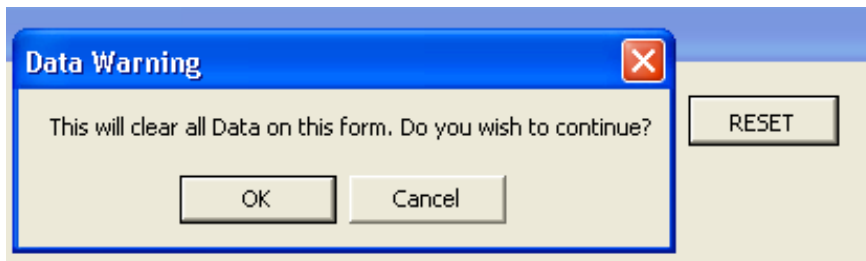 Data Warning
This will clear all Data on this form. Do you wish to continue?
RESET
OK
Cancel